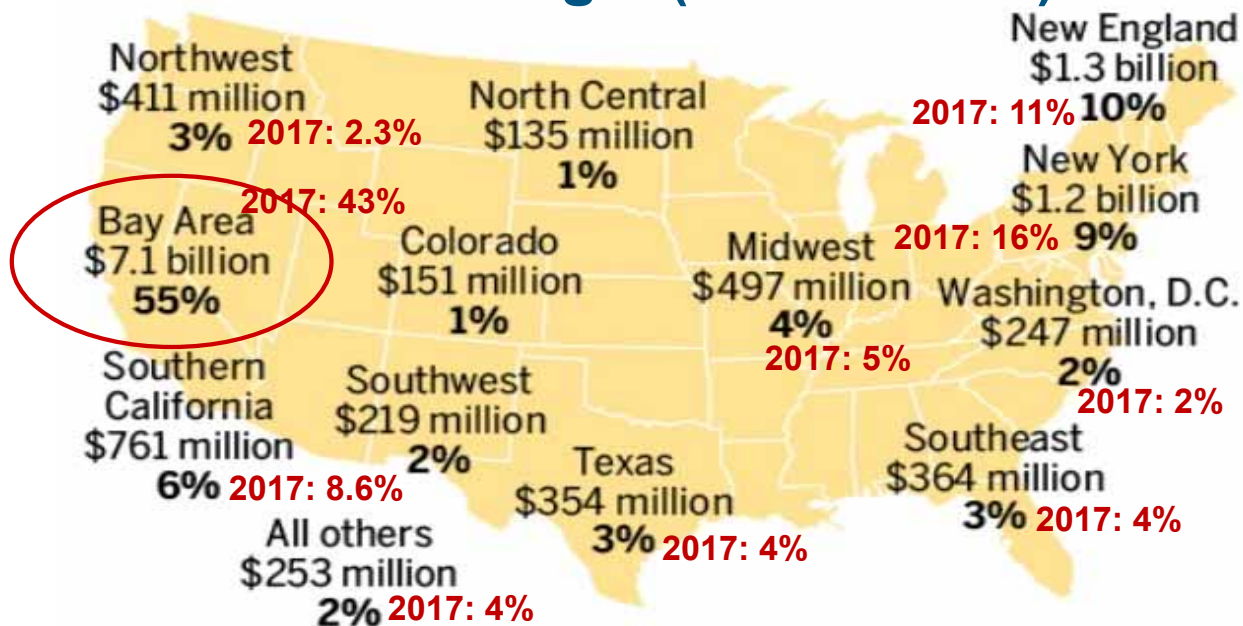 Northwest
$411 million
3% 2017: 2.3%
North Central
$135 million
1%
New England
$1.3 billion
2017: 11% 10%
New York
$1.2 billion
2017: 16% 9%
2017: 43%
Bay Area
$7.1 billion
55%
Colorado
$151 million
1%
Midwest
$497 million
4%
2017: 5%
Washington, D.C.
$247 million
2%
2017: 2%
Southern
California
$761 million
6% 2017: 8.6%
Southwest
$219 million
2%
Texas
$354 million
3% 2017: 4%
Southeast
$364 million
3% 2017: 4%
All others
$253 million
2% 2017: 4%